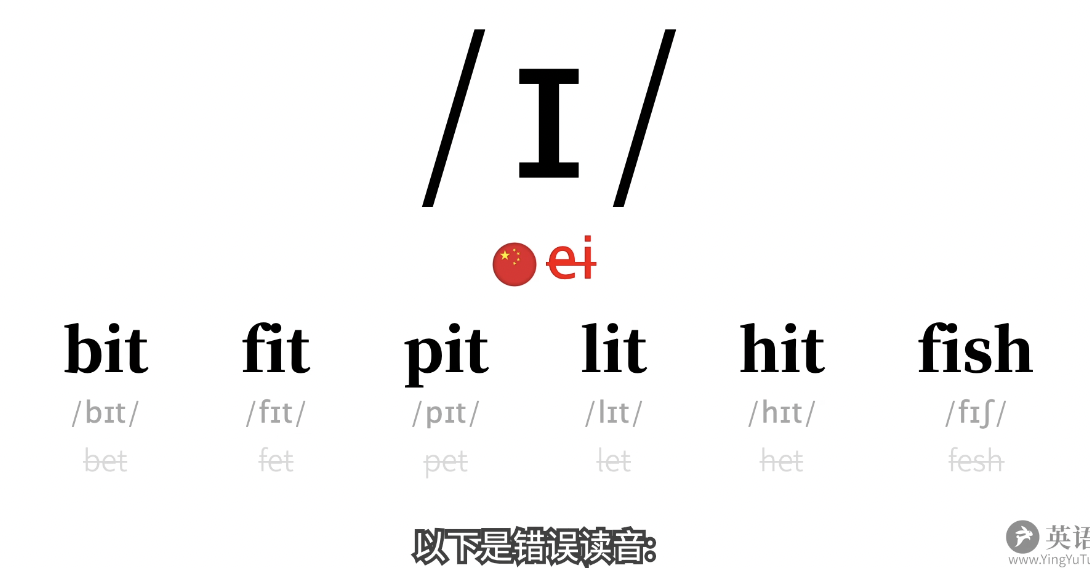 /ɪ/
ei
bit fit pit lit hit fish
/bɪt/ /fɪt/ /pɪt/ /lɪt/ /hɪt/ /fɪʃ/
bet fet pet let het fesh
以下是错误读音:
英语
www.YingYuTu